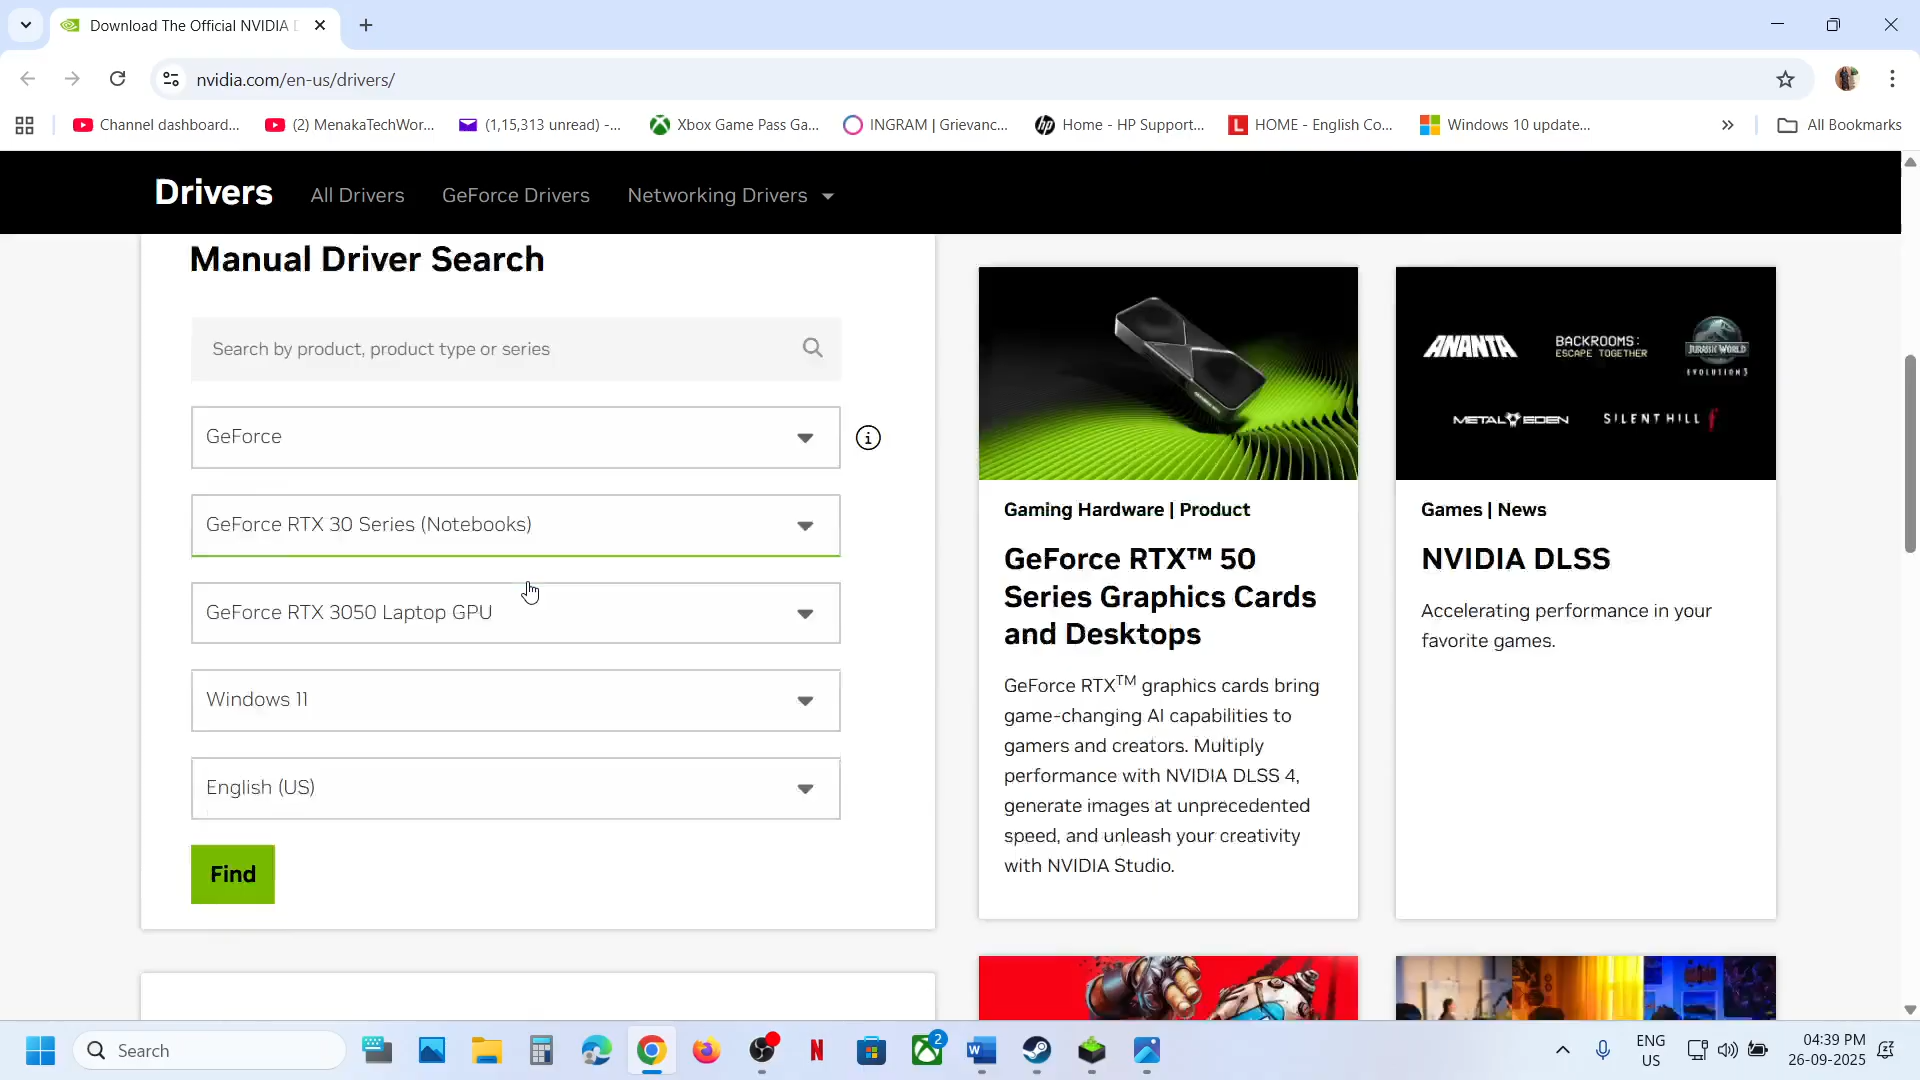 Download The Official NVIDIA D
nvidia.com/en-us/drivers/
Channel dashboard...
(2) MenakaTechWor...
(1,15,313 unread) -...
Xbox Game Pass Ga...
INGRAM | Grievanc...
Home - HP Support...
HOME - English Co...
Windows 10 update...
All Bookmarks
Drivers
All Drivers
GeForce Drivers
Networking Drivers
Manual Driver Search
Search by product, product type or series
GeForce
GeForce RTX 30 Series (Notebooks)
GeForce RTX 3050 Laptop GPU
Windows 11
English (US)
Find
Gaming Hardware | Product
GeForce RTX™ 50
Series Graphics Cards
and Desktops
GeForce RTX™ graphics cards bring
game-changing AI capabilities to
gamers and creators. Multiply
performance with NVIDIA DLSS 4,
generate images at unprecedented
speed, and unleash your creativity
with NVIDIA Studio.
ANANTA
BACKROOMS:
ESCAPE TOGETHER
JURASSIC WORLD
EVOLUTION 3
METAL EDEN
SILENT HILL f
Games | News
NVIDIA DLSS
Accelerating performance in your
favorite games.
Search
2
ENG
US
04:39 PM
26-09-2025